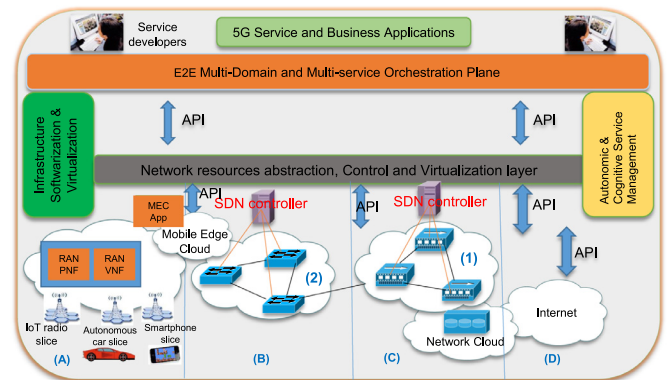 Service
developers
5G Service and Business Applications
E2E Multi-Domain and Multi-service Orchestration Plane
Infrastructure
Softwarization &
Virtualization
API
API
Autonomic &
Cognitive Service
Management
Network resources abstraction, Control and Virtualization layer
MEC
App
API
SDN controller
API
SDN controller
API
Mobile Edge
Cloud
RAN
PNF
RAN
VNF
(2)
(1)
API
IoT radio
slice
Autonomous
car slice
Smartphone
slice
Internet
Network Cloud
(A)
(B)
(C)
(D)